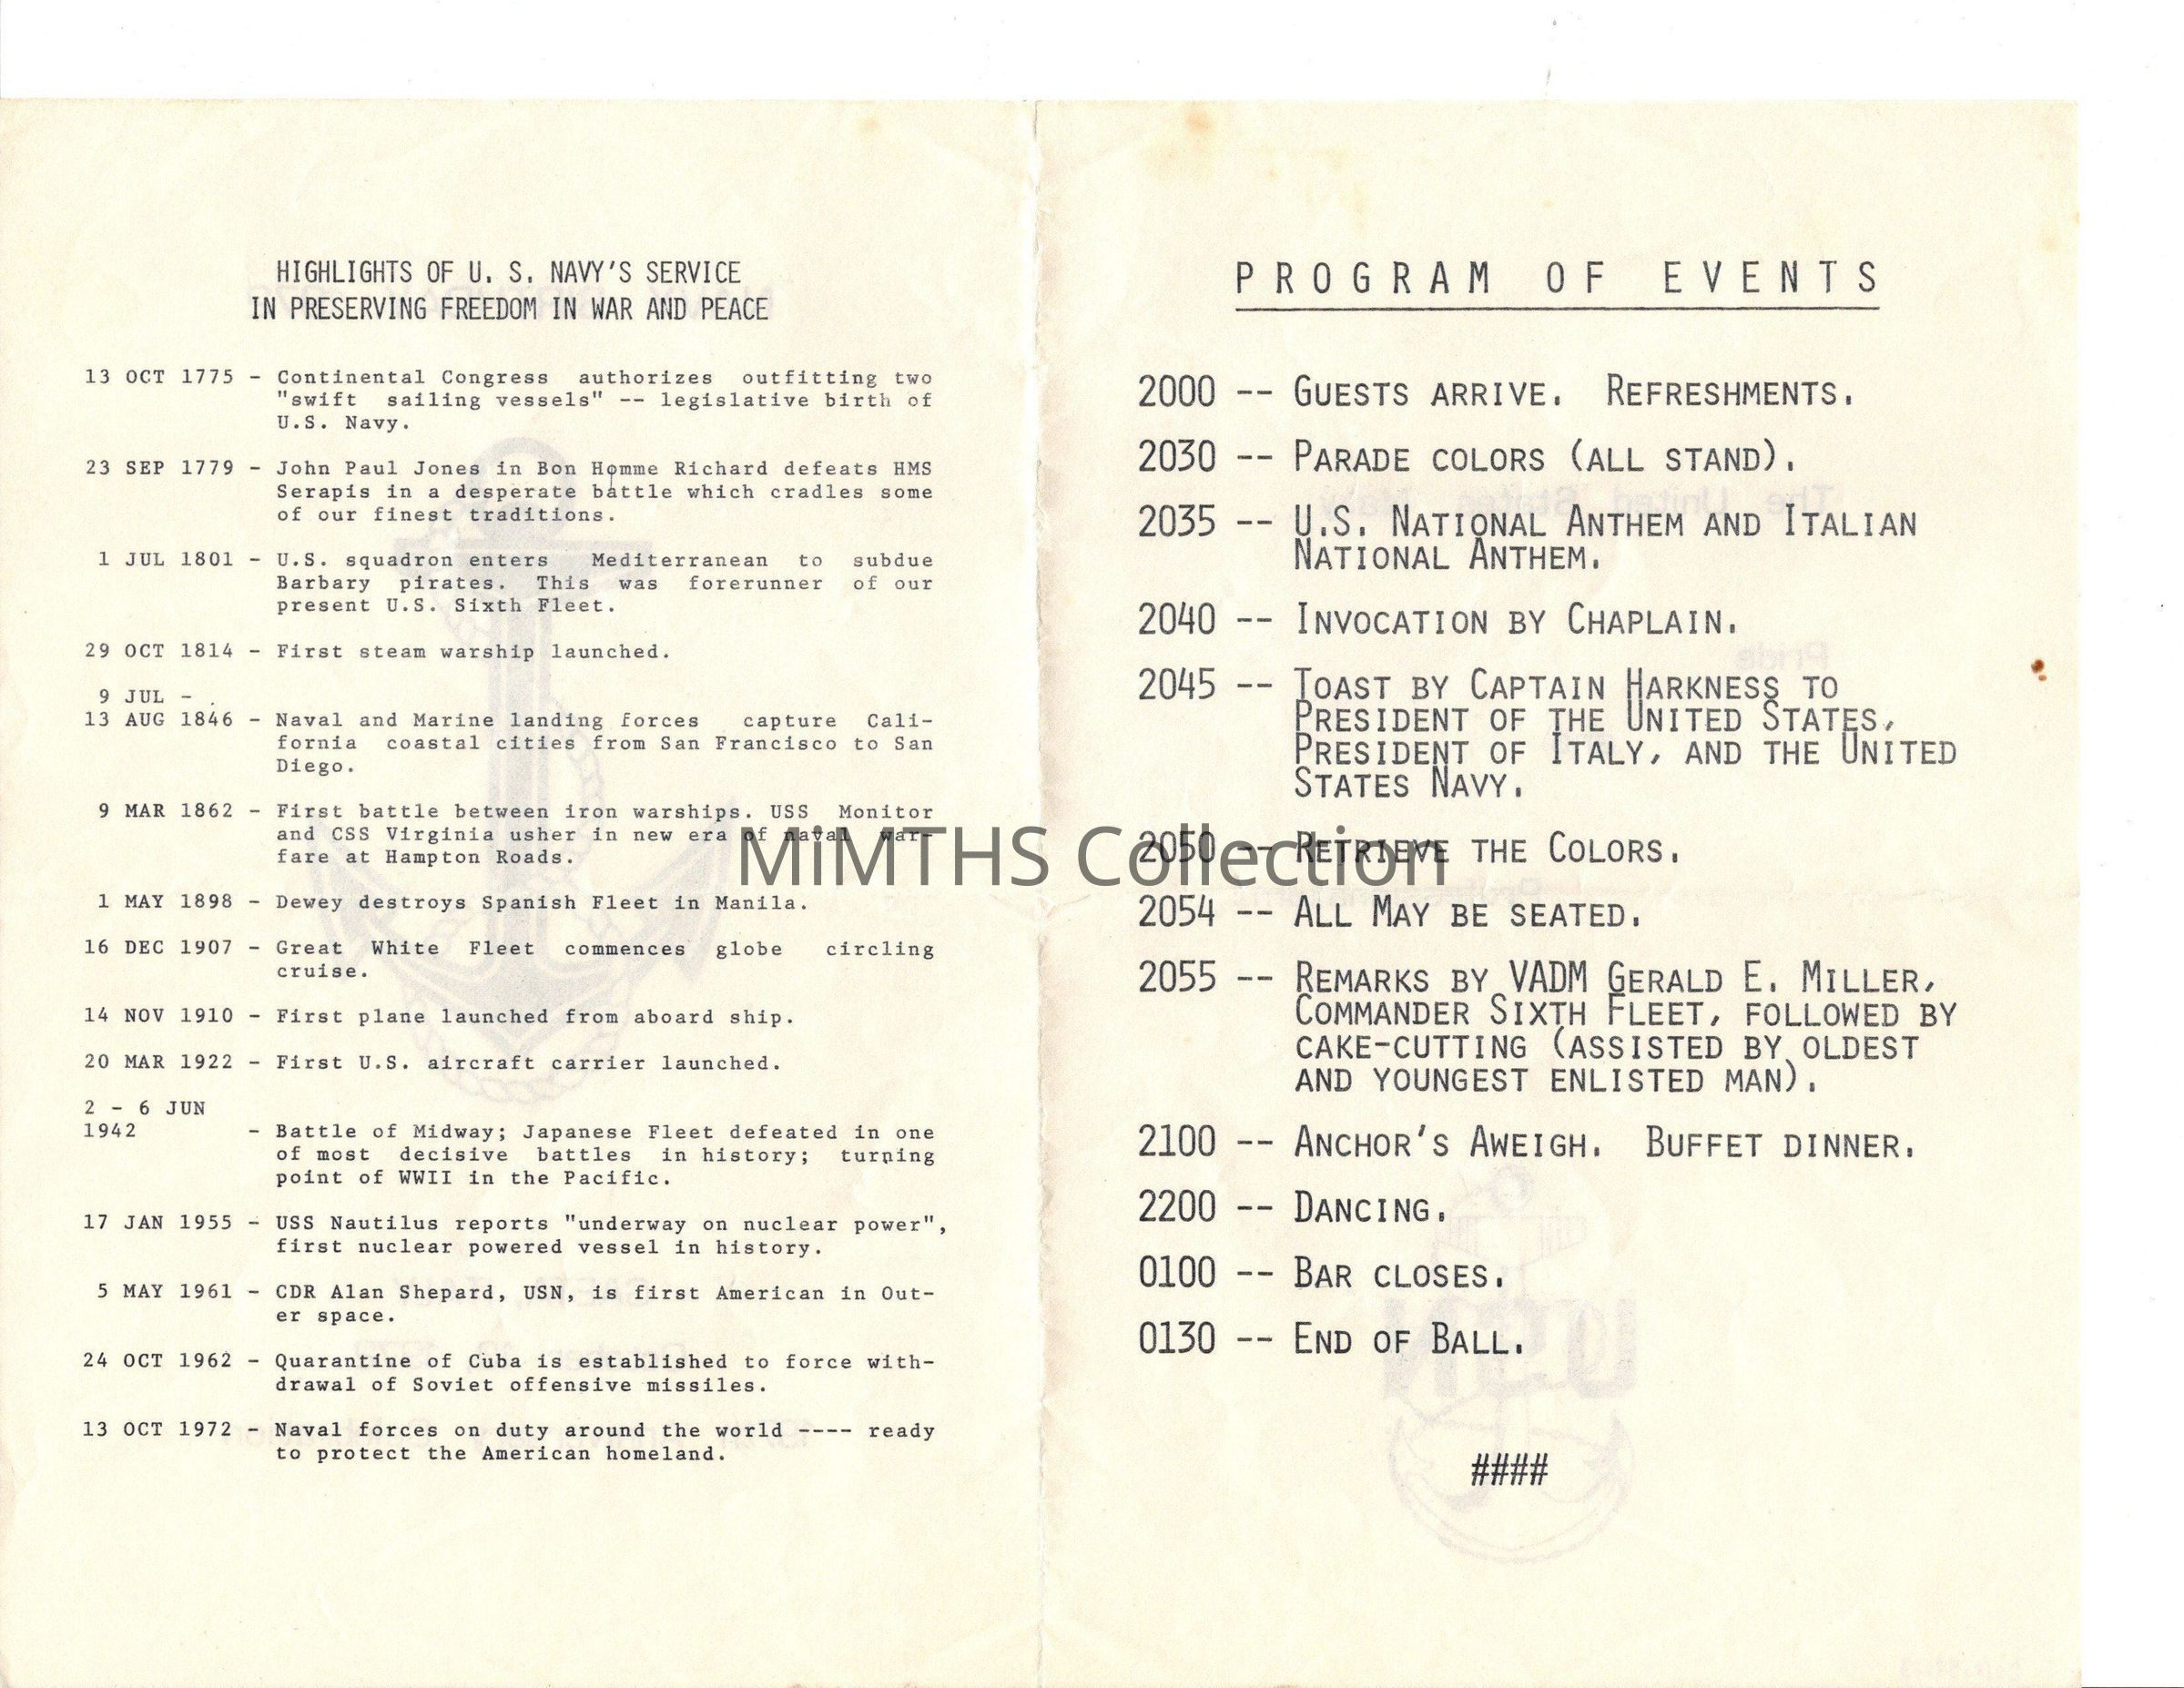 HIGHLIGHTS OF U. S. NAVY'S SERVICE
IN PRESERVING FREEDOM IN WAR AND PEACE
13 OCT 1775 - Continental Congress authorizes outfitting two
"swift sailing vessels" -- legislative birth of
U.S. Navy.
23 SEP 1779 - John Paul Jones in Bon Homme Richard defeats HMS
Serapis in a desperate battle which cradles some
of our finest traditions.
1 JUL 1801 - U.S. squadron enters Mediterranean to subdue
Barbary pirates. This was forerunner of our
present U.S. Sixth Fleet.
29 OCT 1814 - First steam warship launched.
9 JUL -
13 AUG 1846 - Naval and Marine landing forces capture Cali-
fornia coastal cities from San Francisco to San
Diego.
9 MAR 1862 - First battle between iron warships. USS Monitor
and CSS Virginia usher in new era of naval war-
fare at Hampton Roads.
1 MAY 1898 - Dewey destroys Spanish Fleet in Manila.
16 DEC 1907 - Great White Fleet commences globe circling
cruise.
14 NOV 1910 - First plane launched from aboard ship.
20 MAR 1922 - First U.S. aircraft carrier launched.
2 - 6 JUN
1942 - Battle of Midway; Japanese Fleet defeated in one
of most decisive battles in history; turning
point of WWII in the Pacific.
17 JAN 1955 - USS Nautilus reports "underway on nuclear power",
first nuclear powered vessel in history.
5 MAY 1961 - CDR Alan Shepard, USN, is first American in Out-
er space.
24 OCT 1962 - Quarantine of Cuba is established to force with-
drawal of Soviet offensive missiles.
13 OCT 1972 - Naval forces on duty around the world ---- ready
to protect the American homeland.
PROGRAM OF EVENTS
2000 -- GUESTS ARRIVE. REFRESHMENTS.
2030 -- PARADE COLORS (ALL STAND).
2035 -- U.S. NATIONAL ANTHEM AND ITALIAN
NATIONAL ANTHEM.
2040 -- INVOCATION BY CHAPLAIN.
2045 -- TOAST BY CAPTAIN HARKNESS TO
PRESIDENT OF THE UNITED STATES,
PRESIDENT OF ITALY, AND THE UNITED
STATES NAVY.
2050 -- RETRIEVE THE COLORS.
2054 -- ALL MAY BE SEATED.
2055 -- REMARKS BY VADM GERALD E. MILLER,
COMMANDER SIXTH FLEET, FOLLOWED BY
CAKE-CUTTING (ASSISTED BY OLDEST
AND YOUNGEST ENLISTED MAN).
2100 -- ANCHOR'S AWEIGH. BUFFET DINNER.
2200 -- DANCING.
0100 -- BAR CLOSES.
0130 -- END OF BALL.
####
MiMTHS Collection